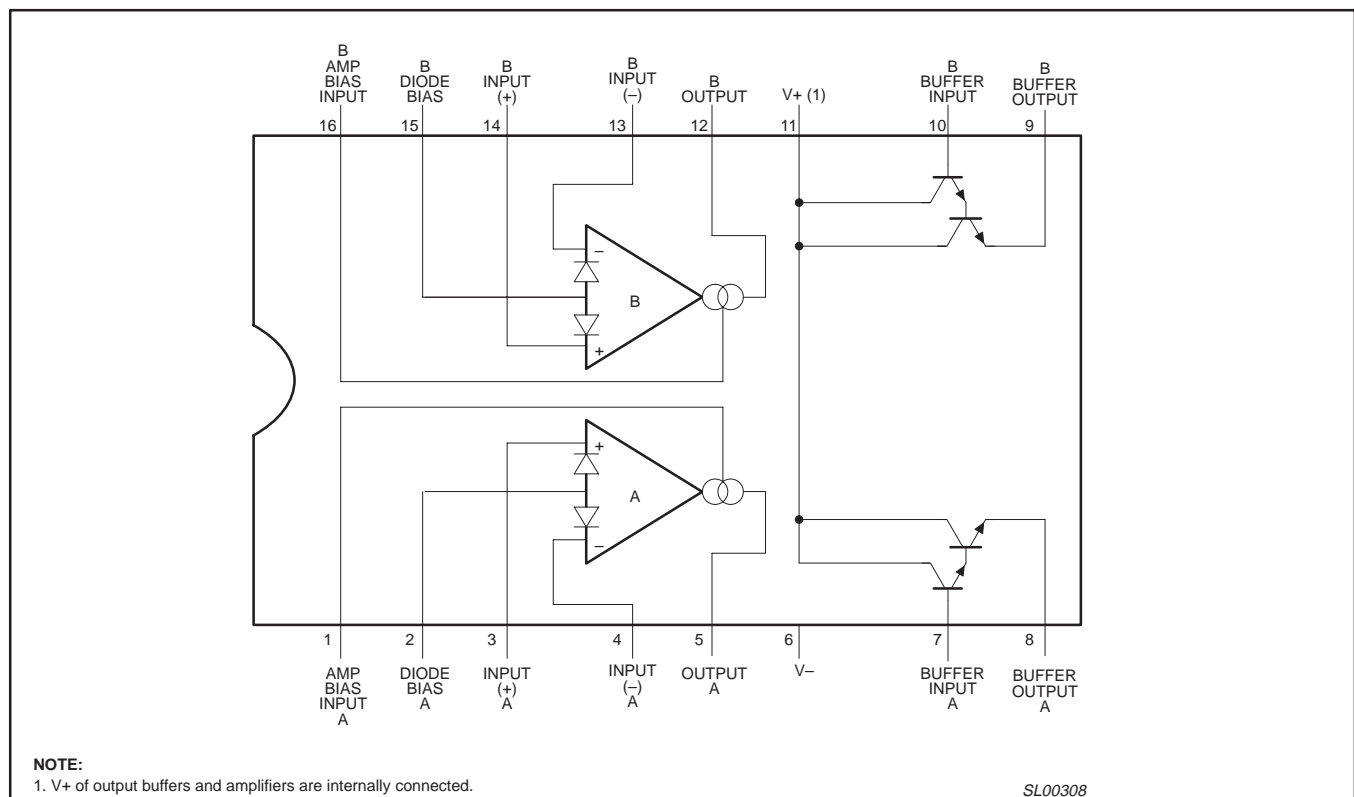 B
AMP
BIAS
INPUT
B
DIODE
BIAS
B
INPUT
(+)
B
INPUT
(–)
B
OUTPUT
V+ (1)
B
BUFFER
INPUT
B
BUFFER
OUTPUT
16
15
14
13
12
11
10
9
–
B
+
+
A
–
1
2
3
4
5
6
7
8
AMP
BIAS
INPUT
A
DIODE
BIAS
A
INPUT
(+)
A
INPUT
(–)
A
OUTPUT
A
V–
BUFFER
INPUT
A
BUFFER
OUTPUT
A
NOTE:
1. V+ of output buffers and amplifiers are internally connected.
SL00308